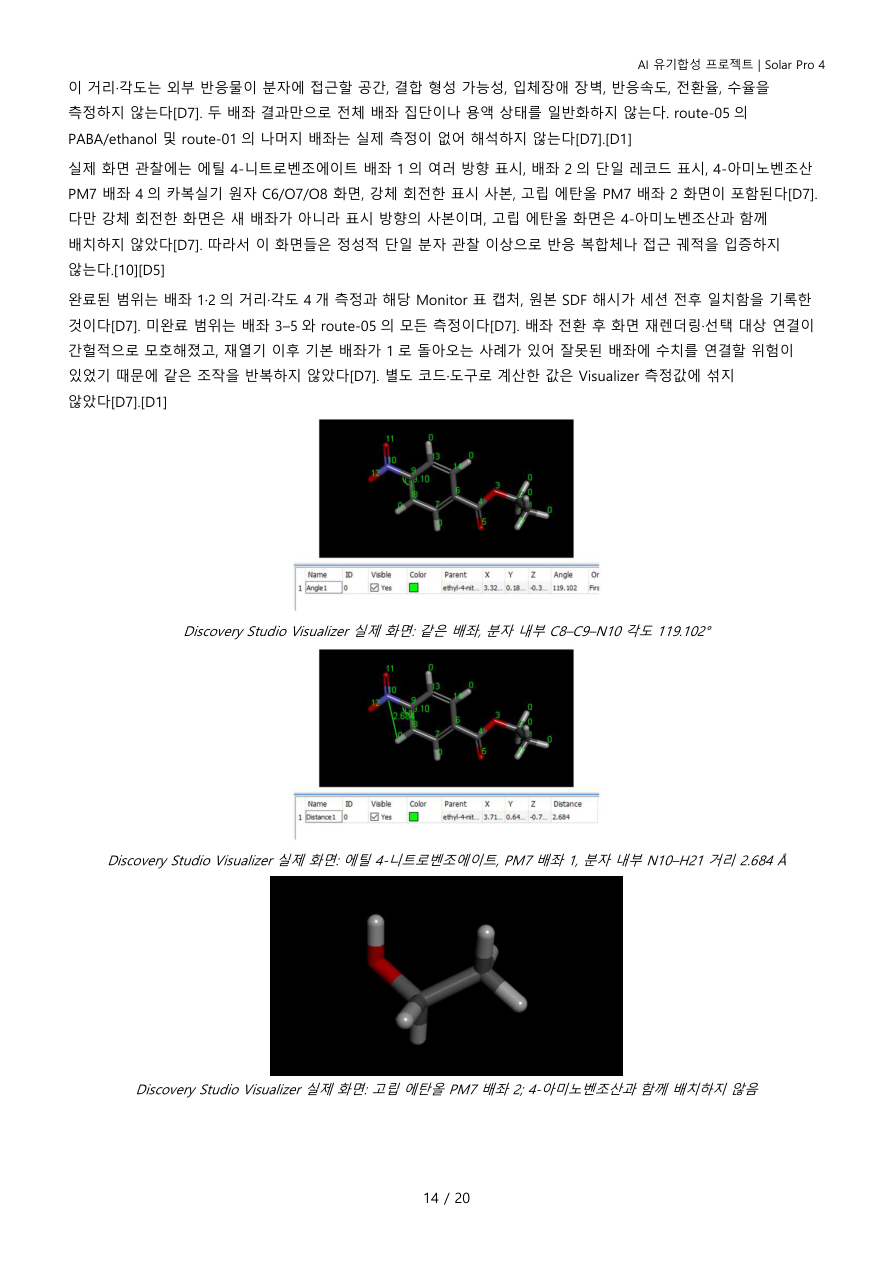 AI 유기합성 프로젝트 | Solar Pro 4
이 거리·각도는 외부 반응물이 분자에 접근할 공간, 결합 형성 가능성, 입체장애 장벽, 반응속도, 전환율, 수율을
측정하지 않는다[D7]. 두 배좌 결과만으로 전체 배좌 집단이나 용액 상태를 일반화하지 않는다. route-05 의
PABA/ethanol 및 route-01 의 나머지 배좌는 실제 측정이 없어 해석하지 않는다[D7].[D1]
실제 화면 관찰에는 에틸 4-니트로벤조에이트 배좌 1 의 여러 방향 표시, 배좌 2 의 단일 레코드 표시, 4-아미노벤조산
PM7 배좌 4 의 카복실기 원자 C6/O7/O8 화면, 강체 회전한 표시 사본, 고립 에탄올 PM7 배좌 2 화면이 포함된다[D7].
다만 강체 회전한 화면은 새 배좌가 아니라 표시 방향의 사본이며, 고립 에탄올 화면은 4-아미노벤조산과 함께
배치하지 않았다[D7]. 따라서 이 화면들은 정성적 단일 분자 관찰 이상으로 반응 복합체나 접근 궤적을 입증하지
않는다.[10][D5]
완료된 범위는 배좌 1·2 의 거리·각도 4 개 측정과 해당 Monitor 표 캡처, 원본 SDF 해시가 세션 전후 일치함을 기록한
것이다[D7]. 미완료 범위는 배좌 3–5 와 route-05 의 모든 측정이다[D7]. 배좌 전환 후 화면 재렌더링·선택 대상 연결이
간헐적으로 모호해졌고, 재열기 이후 기본 배좌가 1 로 돌아오는 사례가 있어 잘못된 배좌에 수치를 연결할 위험이
있었기 때문에 같은 조작을 반복하지 않았다[D7]. 별도 코드·도구로 계산한 값은 Visualizer 측정값에 섞지
않았다[D7].[D1]
Name ID Visible Color Parent X Y Z Angle Or
1 Angle1 0 Yes ethyl-4-nit... 3.32... 0.18... -0.3... 119.102 Firs
Discovery Studio Visualizer 실제 화면: 같은 배좌, 분자 내부 C8–C9–N10 각도 119.102°
2.684
Name ID Visible Color Parent X Y Z Distance
1 Distance1 0 Yes ethyl-4-nit... 3.71... 0.64... -0.7... 2.684
Discovery Studio Visualizer 실제 화면: 에틸 4-니트로벤조에이트, PM7 배좌 1, 분자 내부 N10–H21 거리 2.684 Å
Discovery Studio Visualizer 실제 화면: 고립 에탄올 PM7 배좌 2; 4-아미노벤조산과 함께 배치하지 않음
14 / 20